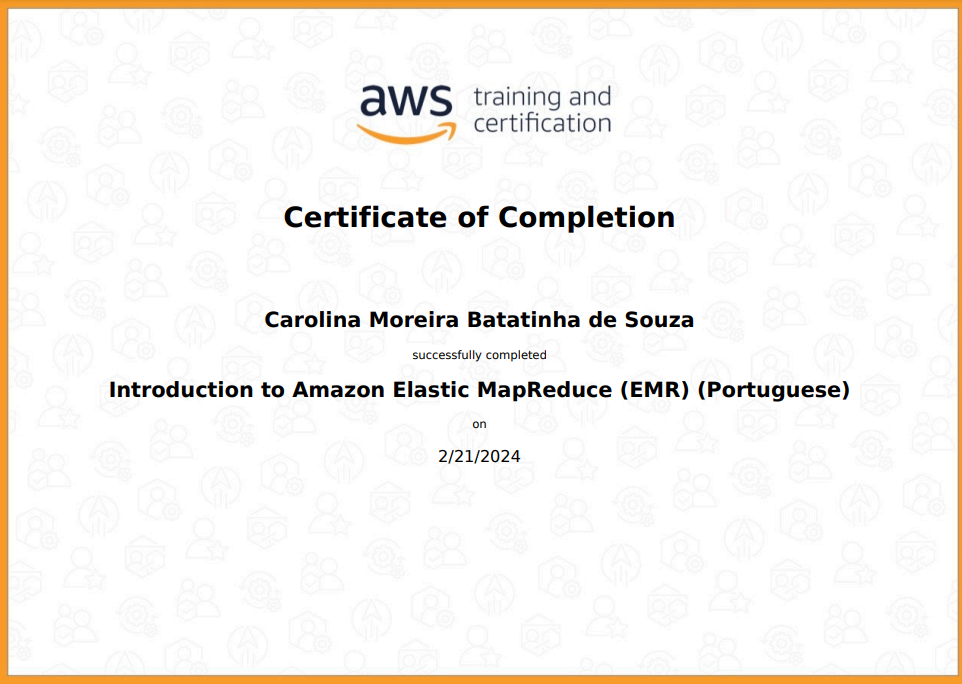 aws
training and
certification
Certificate of Completion
Carolina Moreira Batatinha de Souza
successfully completed
Introduction to Amazon Elastic MapReduce (EMR) (Portuguese)
on
2/21/2024